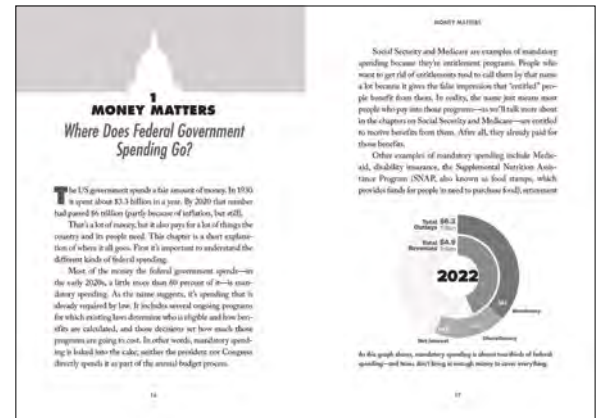 1
MONEY MATTERS
Where Does Federal Government
Spending Go?
The US government spends a fair amount of money. In 1930
it spent about $3.3 billion in a year. By 2020 that number
had passed $6 trillion (partly because of inflation, but still).
That's a lot of money, but it also pays for a lot of things the
country and its people need. This chapter is a short explana-
tion of where it all goes. First it's important to understand the
different kinds of federal spending.
Most of the money the federal government spends—in
the early 2020s, a little more than 60 percent of it—is man-
datory spending. As the name suggests, it's spending that is
already required by law. It includes several ongoing programs
for which existing laws determine who is eligible and how ben-
efits are calculated, and those decisions set how much those
programs are going to cost. In other words, mandatory spend-
ing is baked into the cake; neither the president nor Congress
directly spends it as part of the annual budget process.
16
MONEY MATTERS
Social Security and Medicare are examples of mandatory
spending because they're entitlement programs. People who
want to get rid of entitlements tend to call them by that name
a lot because it gives the false impression that "entitled" peo-
ple benefit from them. In reality, the name just means most
people who pay into those programs—as we'll talk more about
in the chapters on Social Security and Medicare—are entitled
to receive benefits from them. After all, they already paid for
those benefits.
Other examples of mandatory spending include Medic-
aid, disability insurance, the Supplemental Nutrition Assis-
tance Program (SNAP, also known as food stamps, which
provides funds for people in need to purchase food), retirement
Total $6.3
Outlays Trillion
Total $4.9
Revenues Trillion
2022
Mandatory
Discretionary
Net Interest
As this graph shows, mandatory spending is almost two-thirds of federal
spending—and taxes don't bring in enough money to cover everything.
17